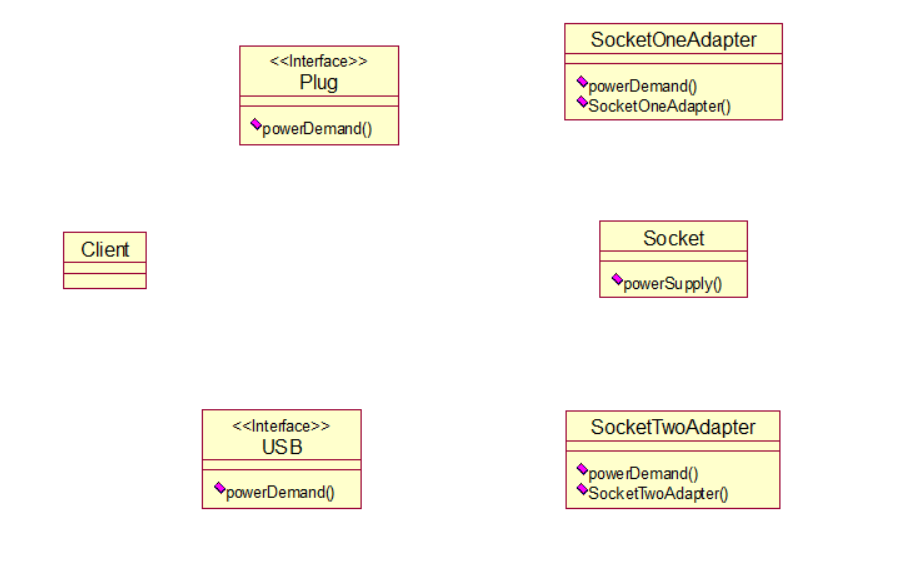 <<Interface>>
Plug
powerDemand()
SocketOneAdapter
powerDemand()
SocketOneAdapter()
Client
Socket
powerSupply()
<<Interface>>
USB
powerDemand()
SocketTwoAdapter
powerDemand()
SocketTwoAdapter()